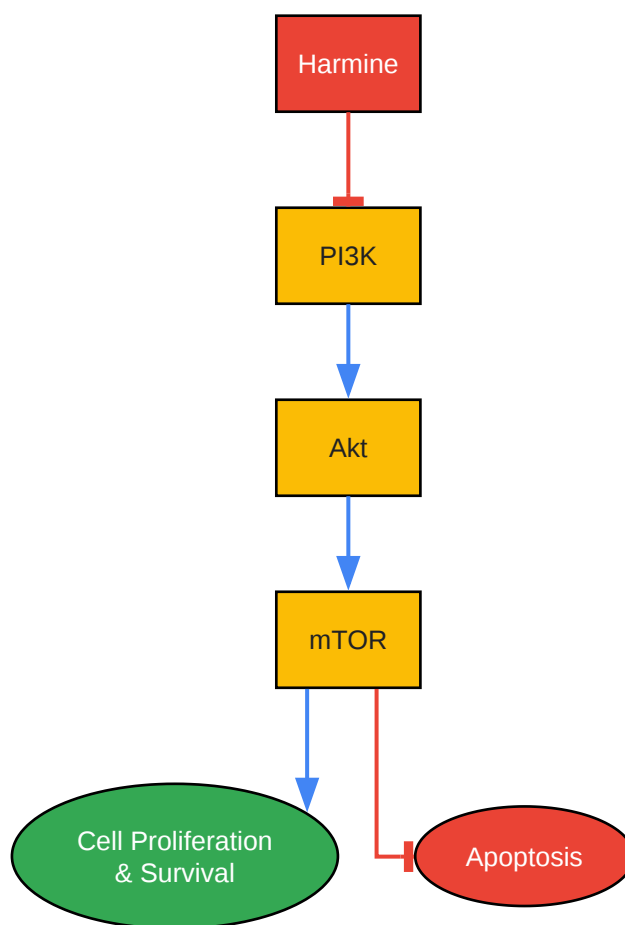 Harmine
PI3K
Akt
mTOR
Cell Proliferation
& Survival
Apoptosis